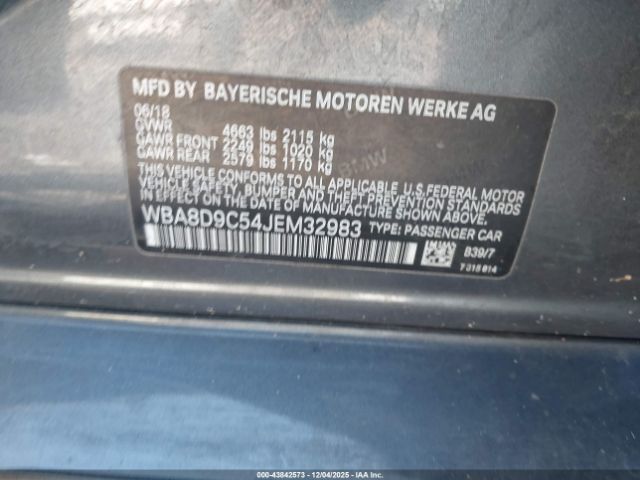 MFD BY BAYERISCHE MOTOREN WERKE AG
06/18
GVWR 4663 lbs 2115 kg
GAWR FRONT 2249 lbs 1020 kg
GAWR REAR 2579 lbs 1170 kg
THIS VEHICLE CONFORMS TO ALL APPLICABLE U.S.FEDERAL MOTOR
VEHICLE SAFETY, BUMPER AND THEFT PREVENTION STANDARDS
IN EFFECT ON THE DATE OF MANUFACTURE SHOWN ABOVE.
WBA8D9C54JEM32983 TYPE: PASSENGER CAR
B39/7
7318614
00-43842573 - 12/04/2025 - IAA Inc.